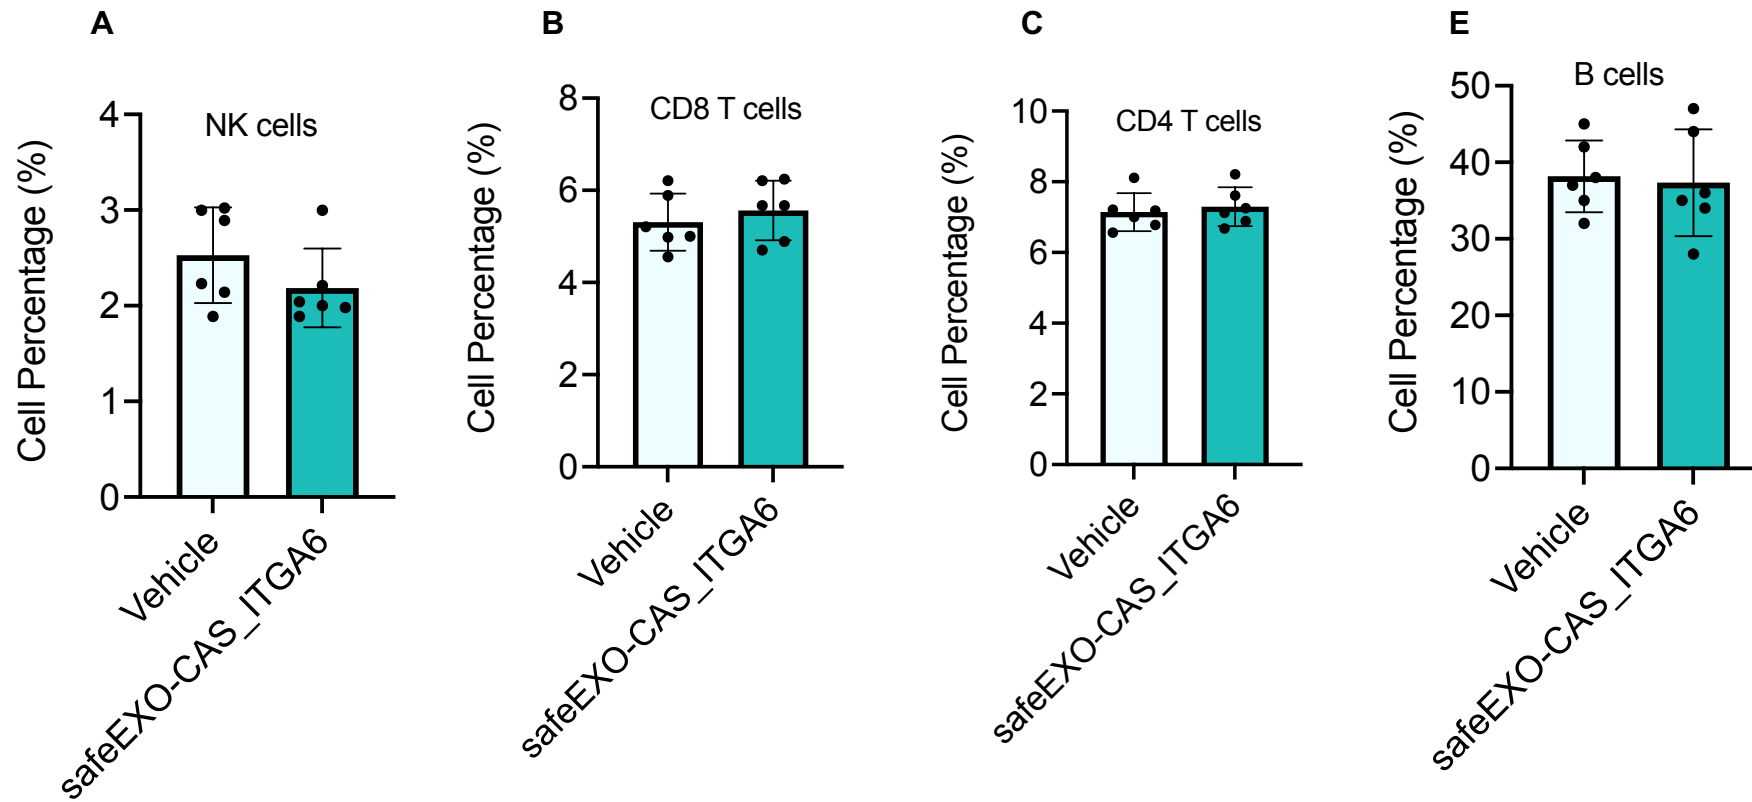 A
NK cells
Cell Percentage (%)
4
3
2
1
0
Vehicle
safeEXO-CAS_ITGA6
B
CD8 T cells
Cell Percentage (%)
8
6
4
2
0
Vehicle
safeEXO-CAS_ITGA6
C
CD4 T cells
Cell Percentage (%)
10
8
6
4
2
0
Vehicle
safeEXO-CAS_ITGA6
E
B cells
Cell Percentage (%)
50
40
30
20
10
0
Vehicle
safeEXO-CAS_ITGA6